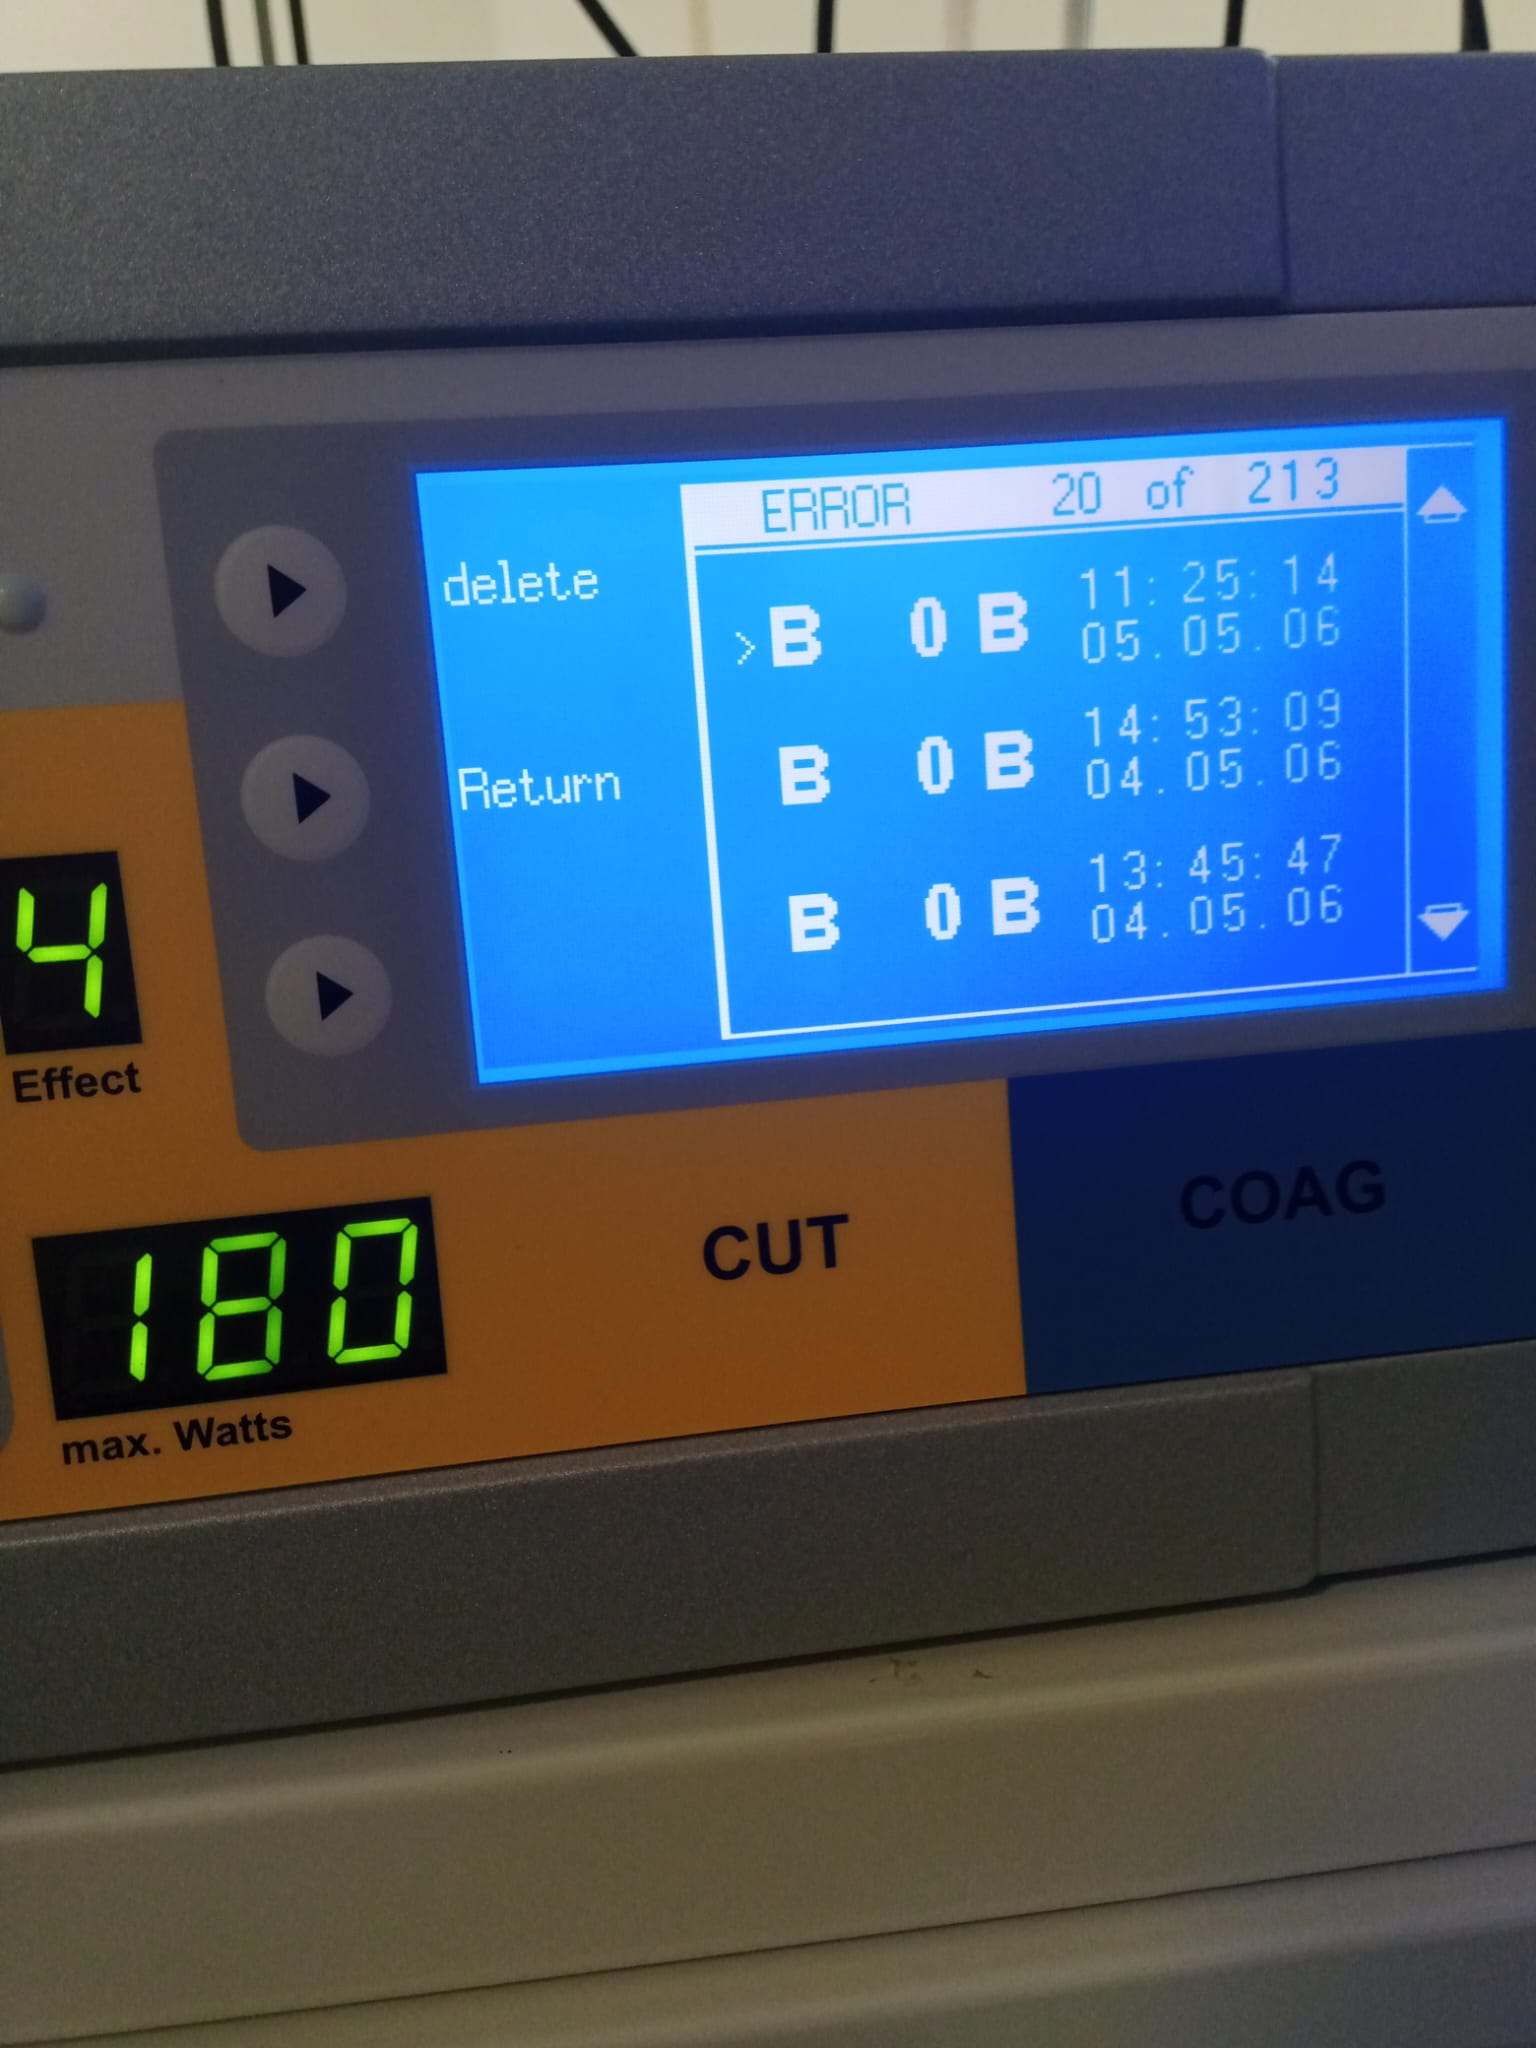 ERROR 20 of 213
delete
> B 0 B 11:25:14
05.05.06
Return
B 0 B 14:53:09
04.05.06
B 0 B 13:45:47
04.05.06
4
Effect
180
max. Watts
CUT
COAG